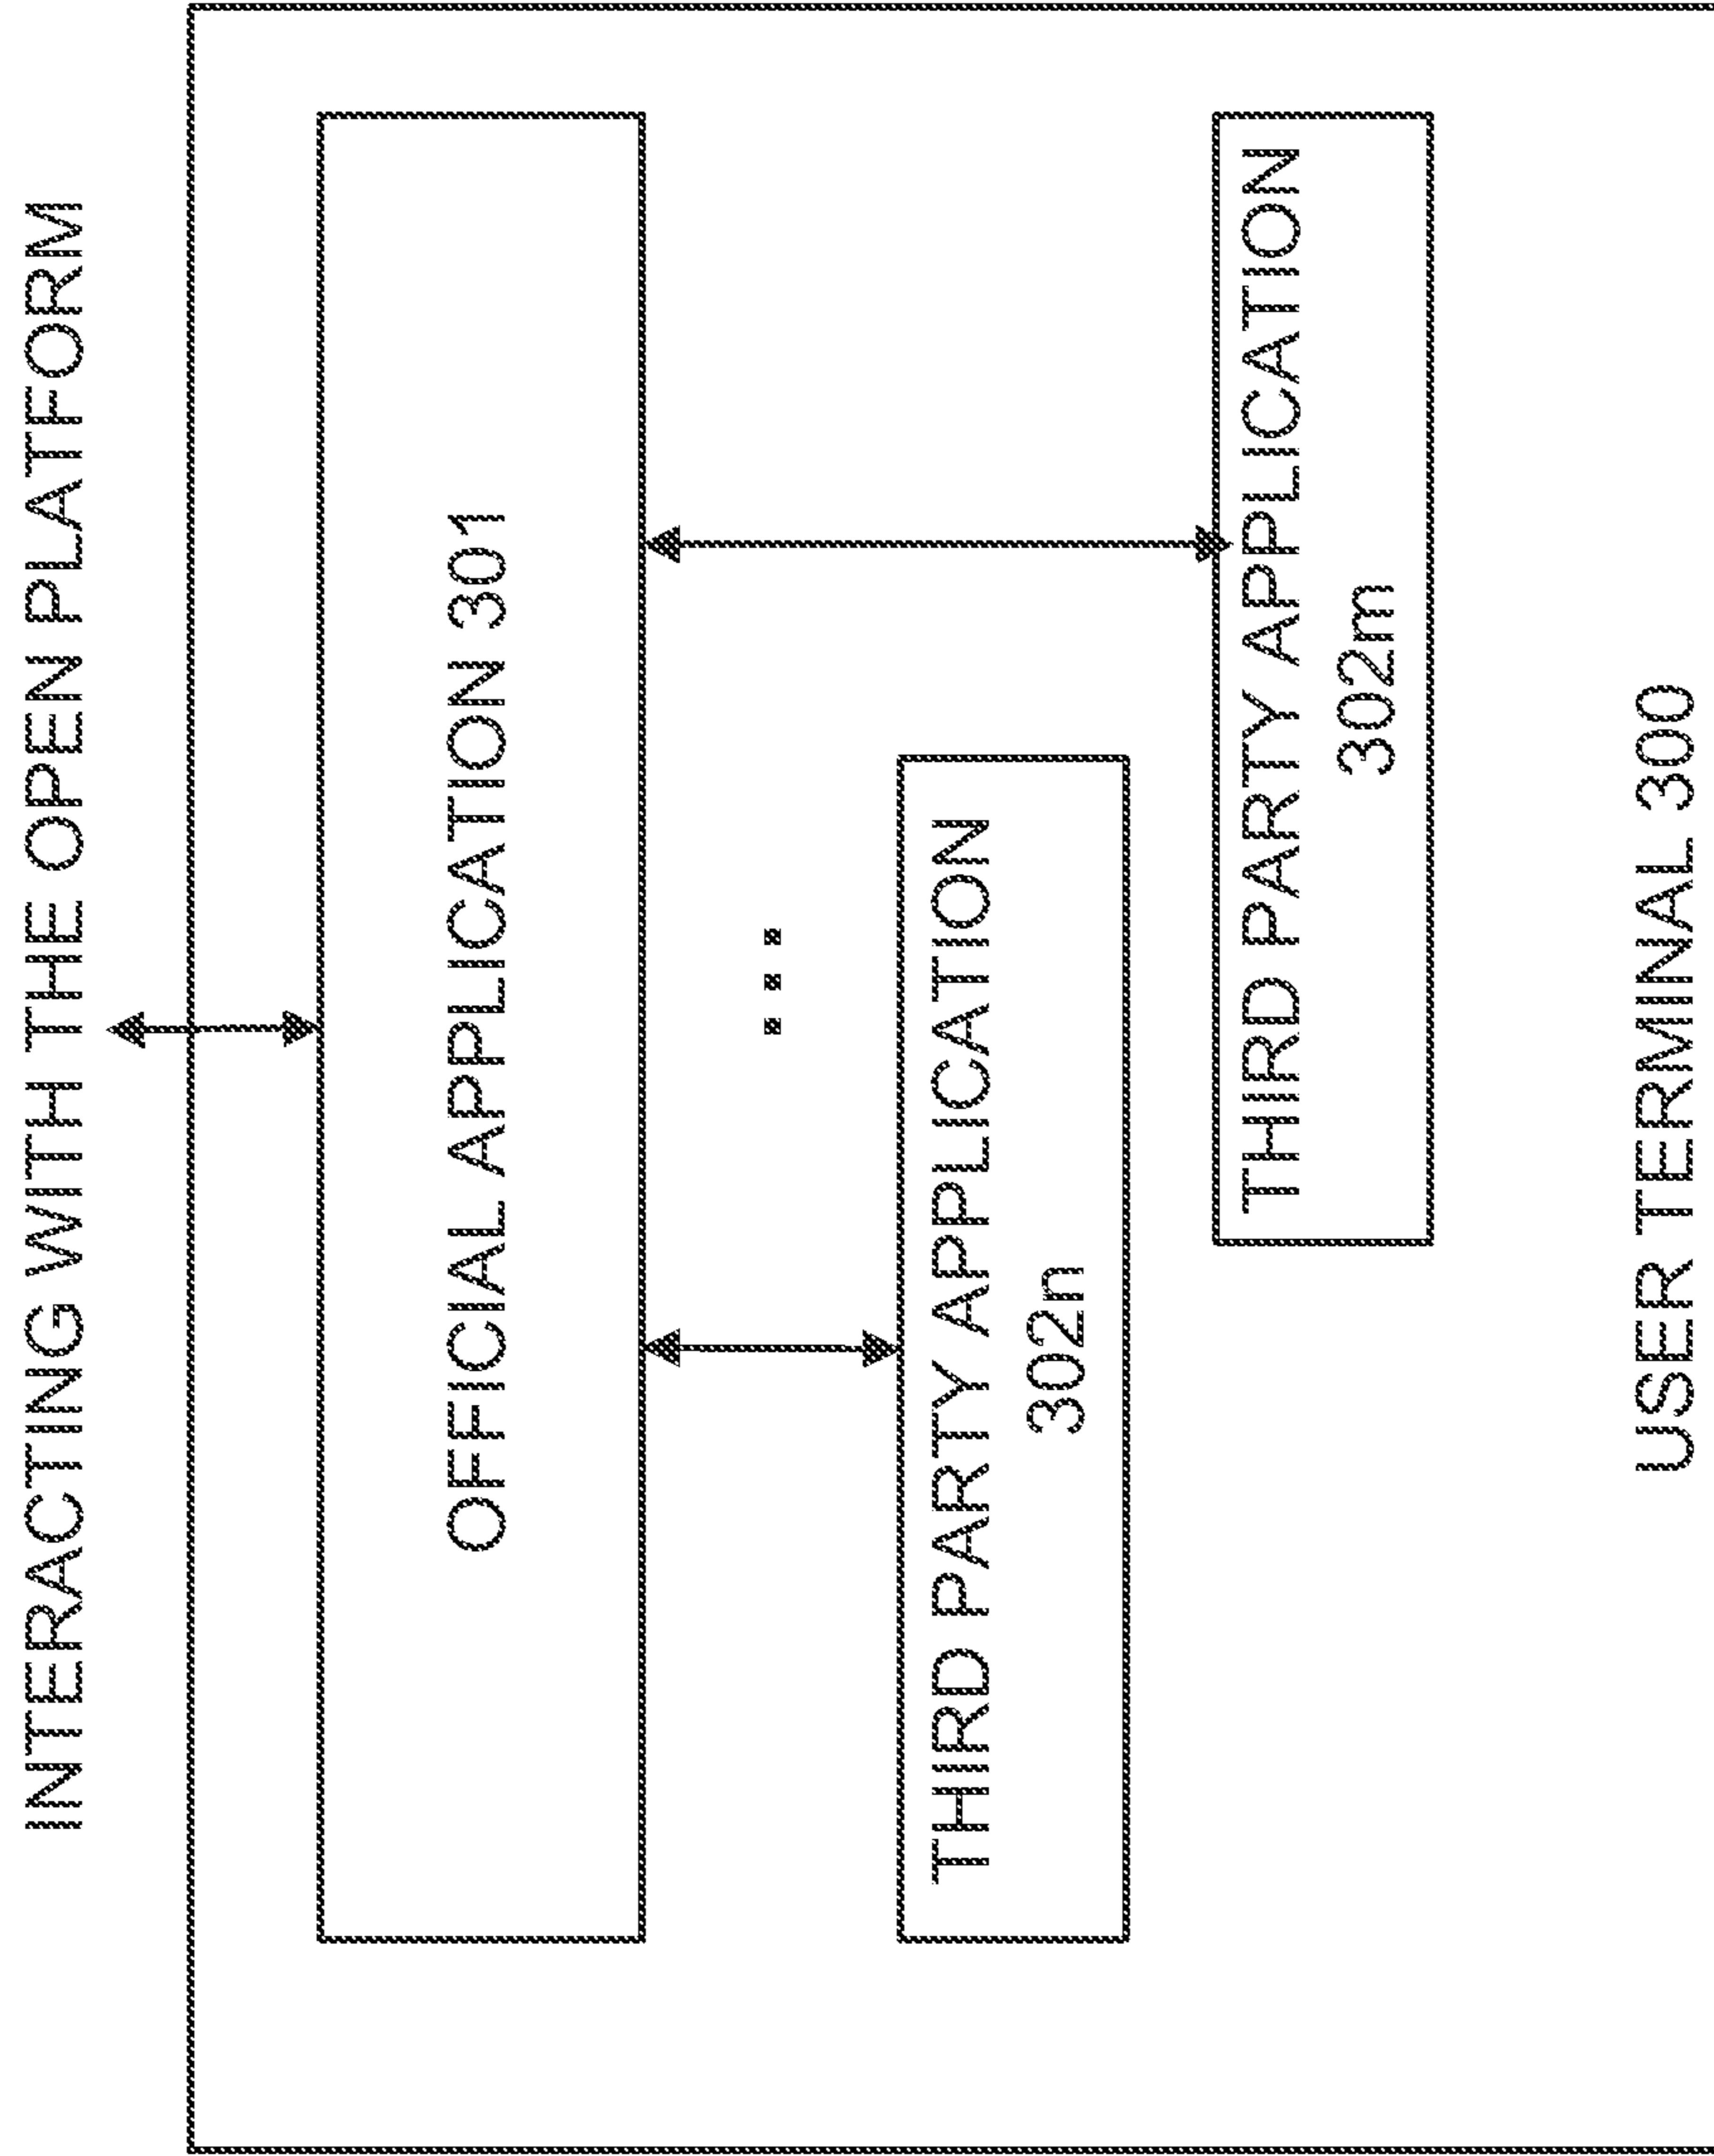 INTERACTING WITH THE OPEN PLATFORM
OFFICIAL APPLICATION 301
...
THIRD PARTY APPLICATION
302n
THIRD PARTY APPLICATION
302m
USER TERMINAL 300